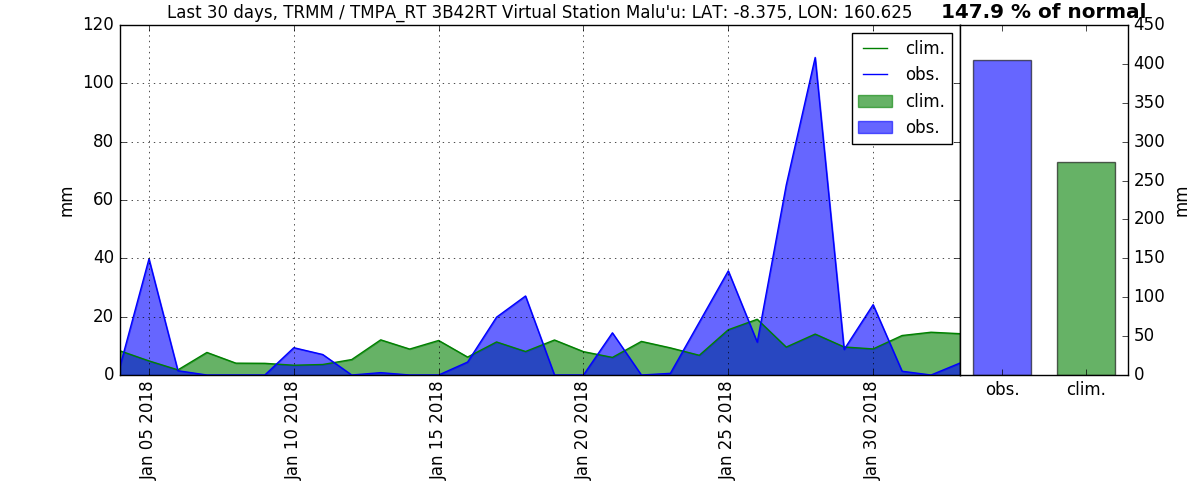 Last 30 days, TRMM / TMPA_RT 3B42RT Virtual Station Malu'u: LAT: -8.375, LON: 160.625
147.9 % of normal
120
100
80
60
40
20
0
mm
clim.
obs.
clim.
obs.
Jan 05 2018
Jan 10 2018
Jan 15 2018
Jan 20 2018
Jan 25 2018
Jan 30 2018
450
400
350
300
250
200
150
100
50
0
mm
obs.
clim.